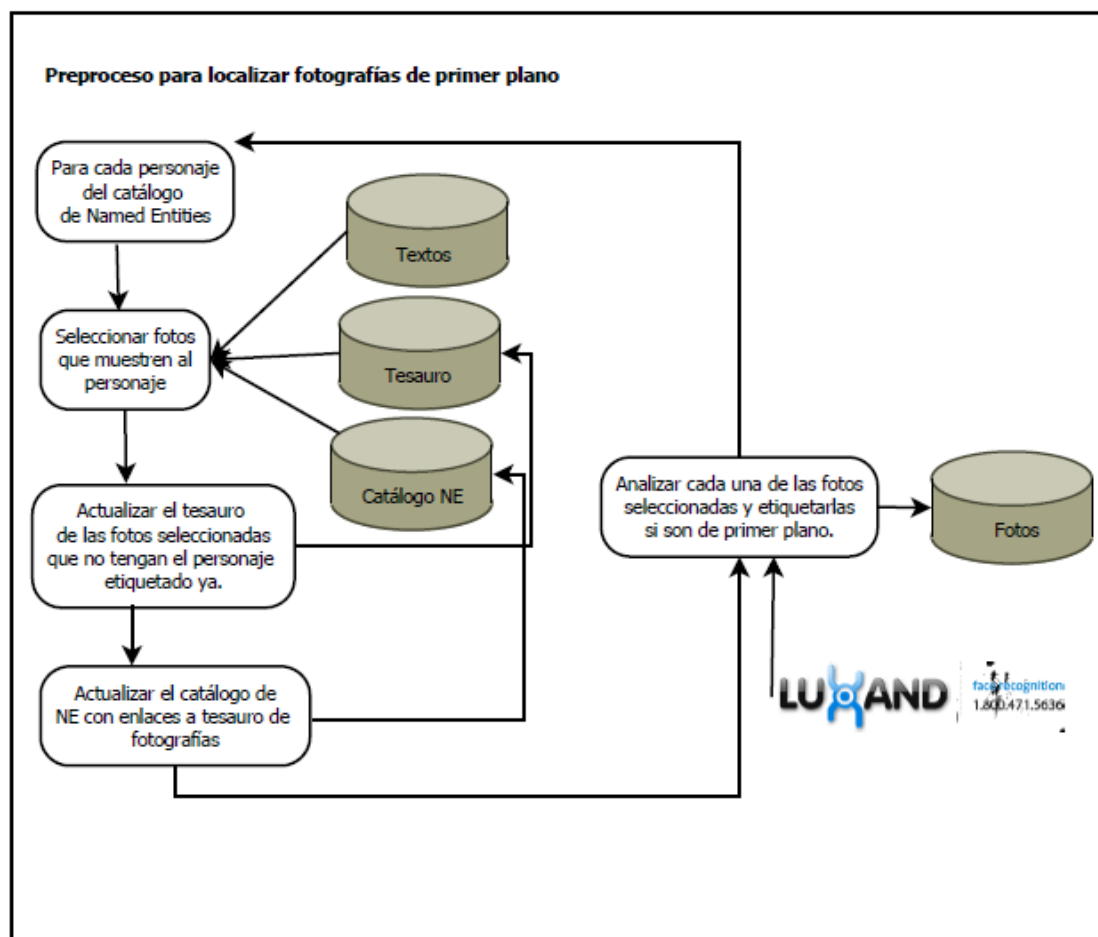 Preproceso para localizar fotografías de primer plano
Para cada personaje
del catálogo
de Named Entities
Textos
Seleccionar fotos
que muestren al
personaje
Tesauro
Catálogo NE
Actualizar el tesauro
de las fotos seleccionadas
que no tengan el personaje
etiquetado ya.
Analizar cada una de las fotos
seleccionadas y etiquetarlas
si son de primer plano.
Fotos
Actualizar el catálogo de
NE con enlaces a tesauro de
fotografías
LUXAND
face recognition
1.800.471.5636